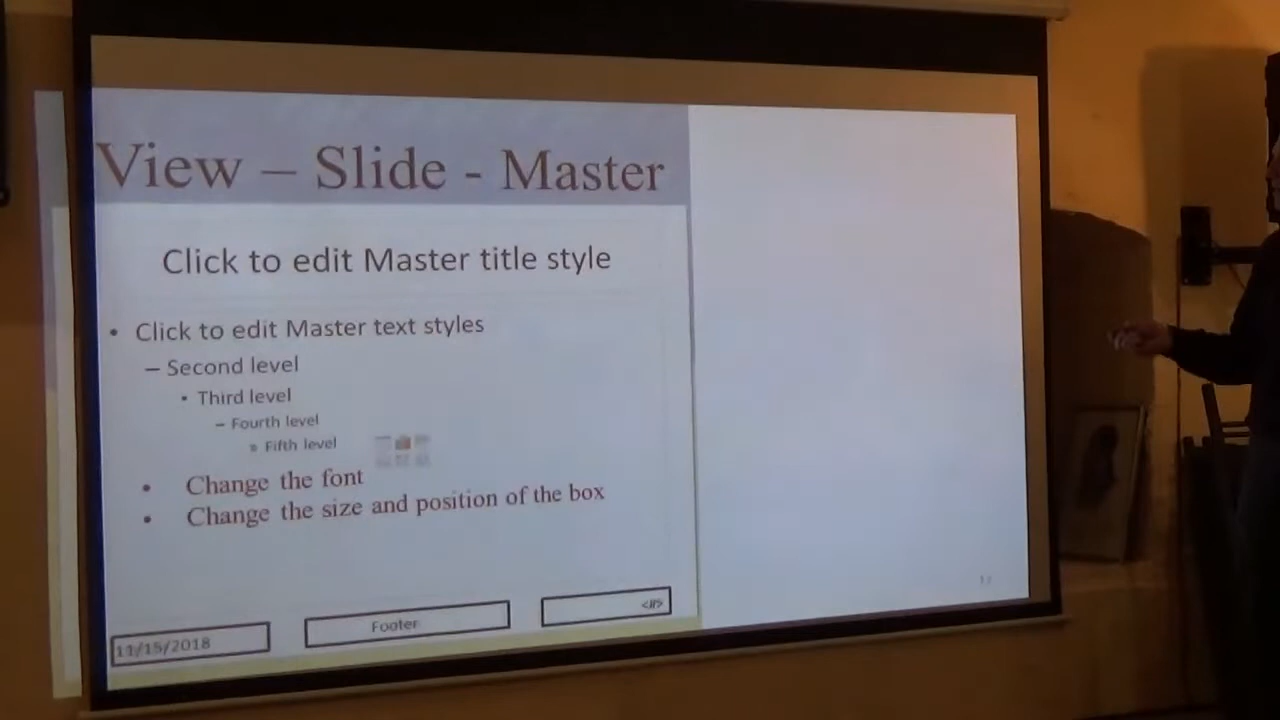 View – Slide - Master
Click to edit Master title style
• Click to edit Master text styles
– Second level
• Third level
– Fourth level
» Fifth level
• Change the font
• Change the size and position of the box
11/15/2018
Footer
<#>